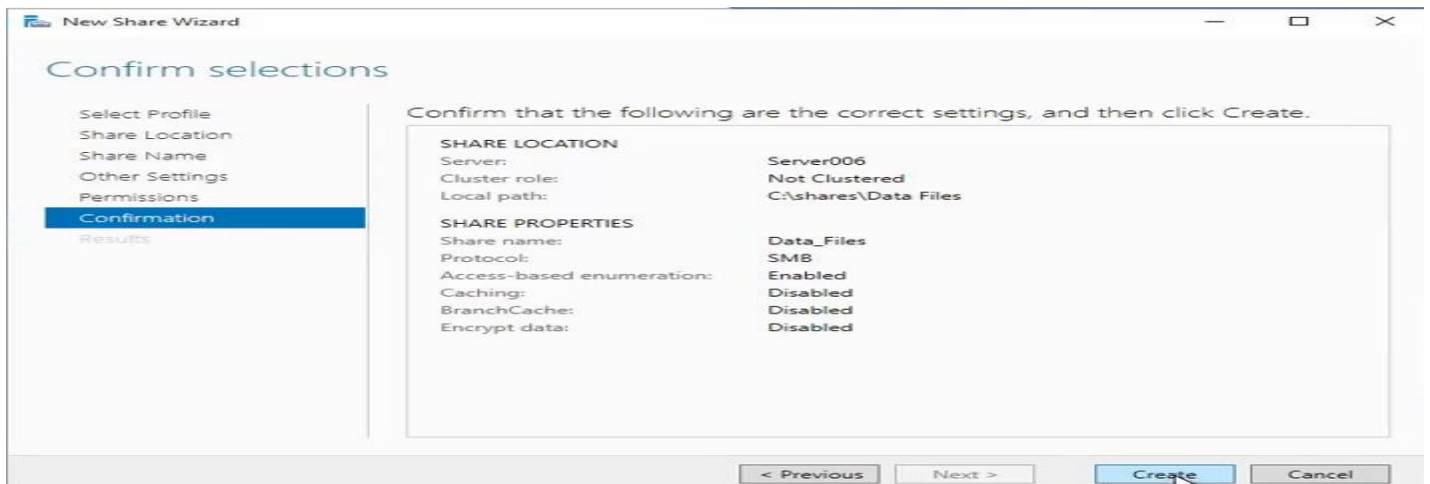 New Share Wizard
Confirm selections
Select Profile
Share Location
Share Name
Other Settings
Permissions
Confirmation
Results
Confirm that the following are the correct settings, and then click Create.
SHARE LOCATION
Server: Server006
Cluster role: Not Clustered
Local path: C:\shares\Data Files
SHARE PROPERTIES
Share name: Data_Files
Protocol: SMB
Access-based enumeration: Enabled
Caching: Disabled
BranchCache: Disabled
Encrypt data: Disabled
< Previous Next > Create Cancel